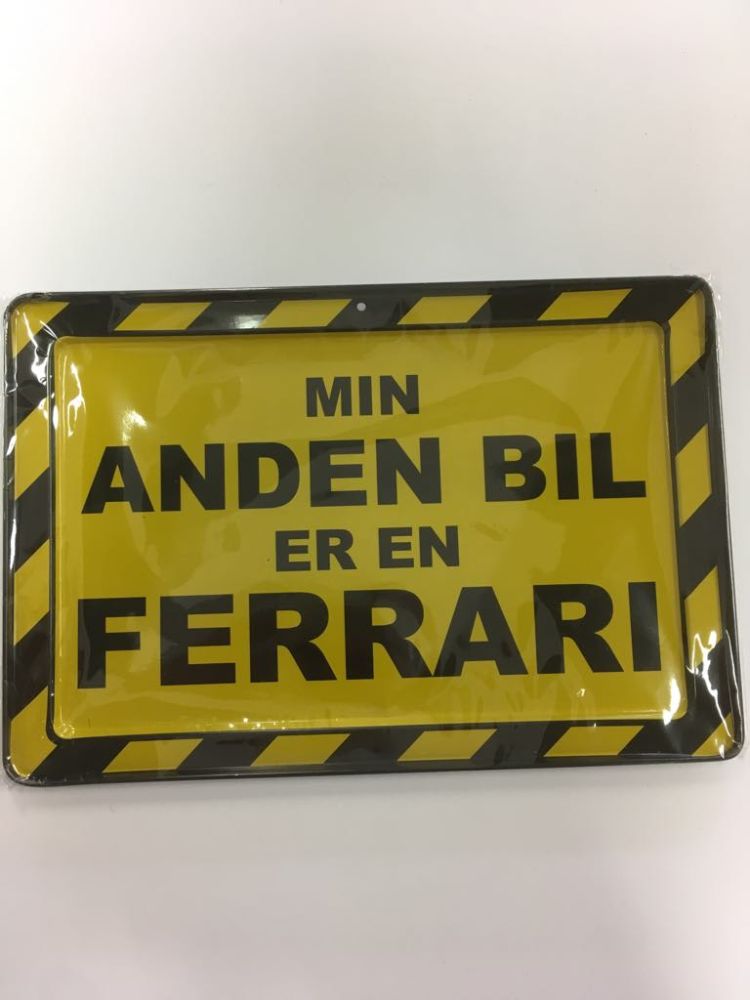 MIN
ANDEN BIL
ER EN
FERRARI